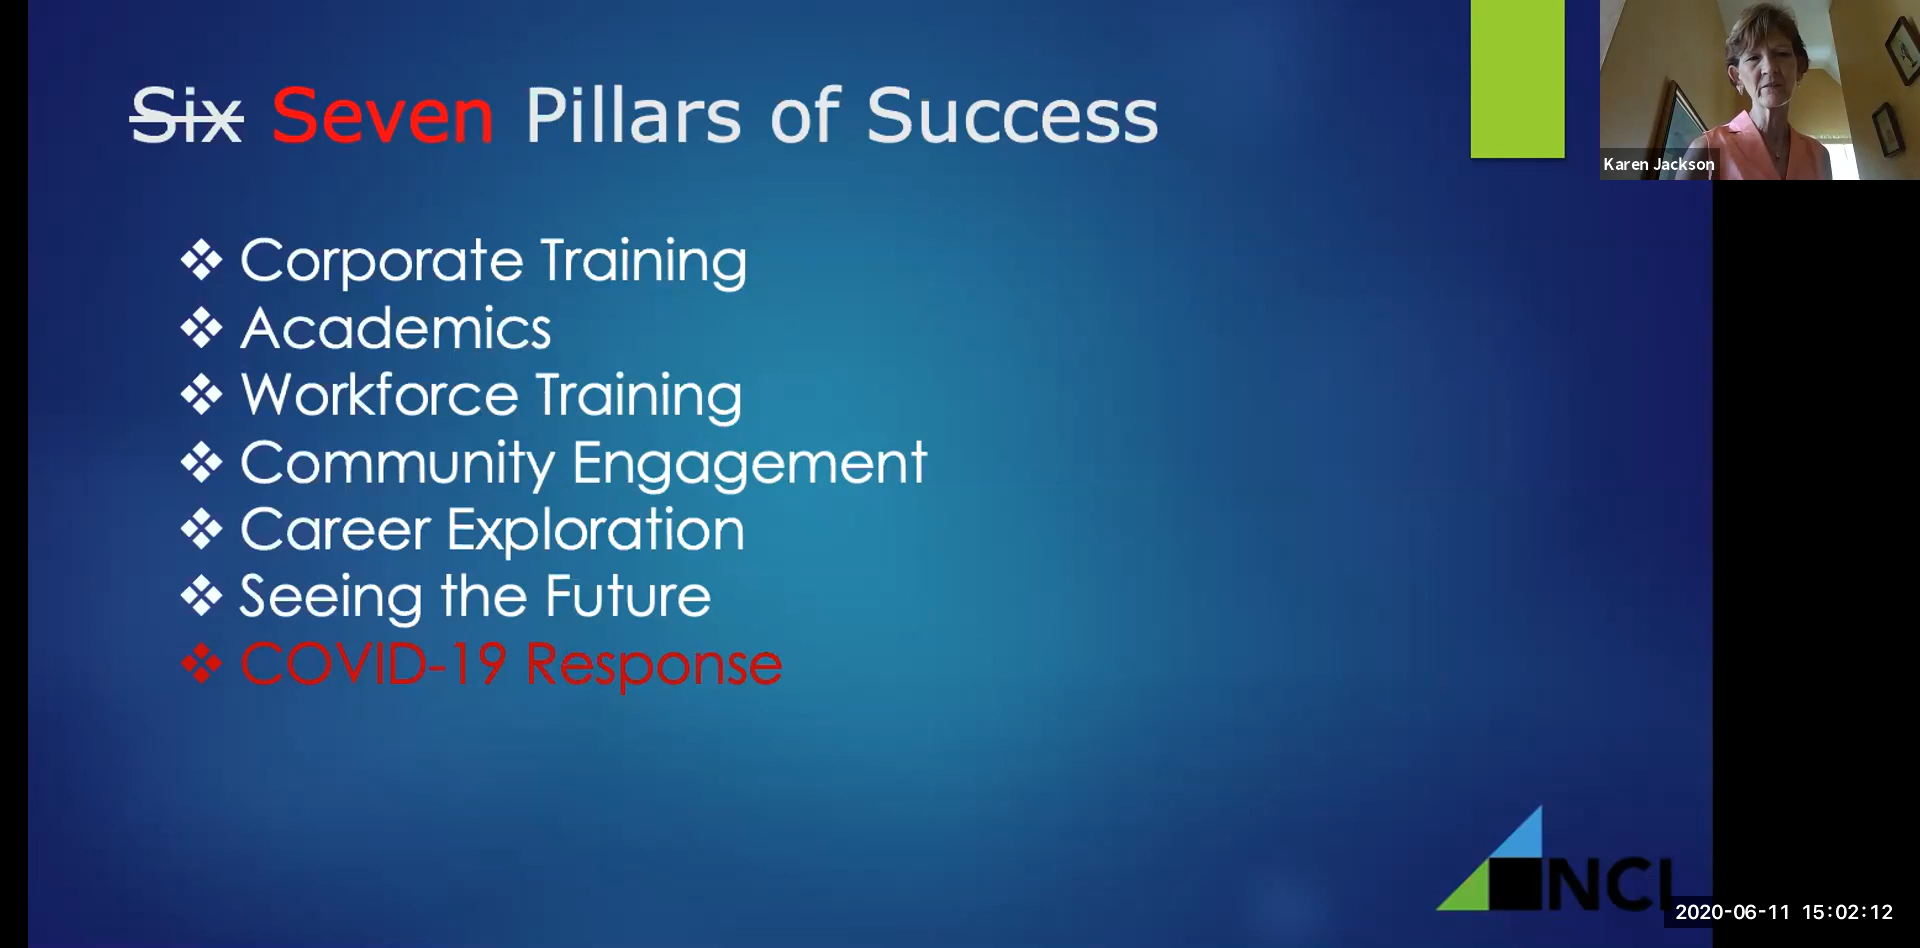 Six Seven Pillars of Success
Karen Jackson
❖ Corporate Training
❖ Academics
❖ Workforce Training
❖ Community Engagement
❖ Career Exploration
❖ Seeing the Future
❖ COVID-19 Response
NCI
2020-06-11 15:02:12